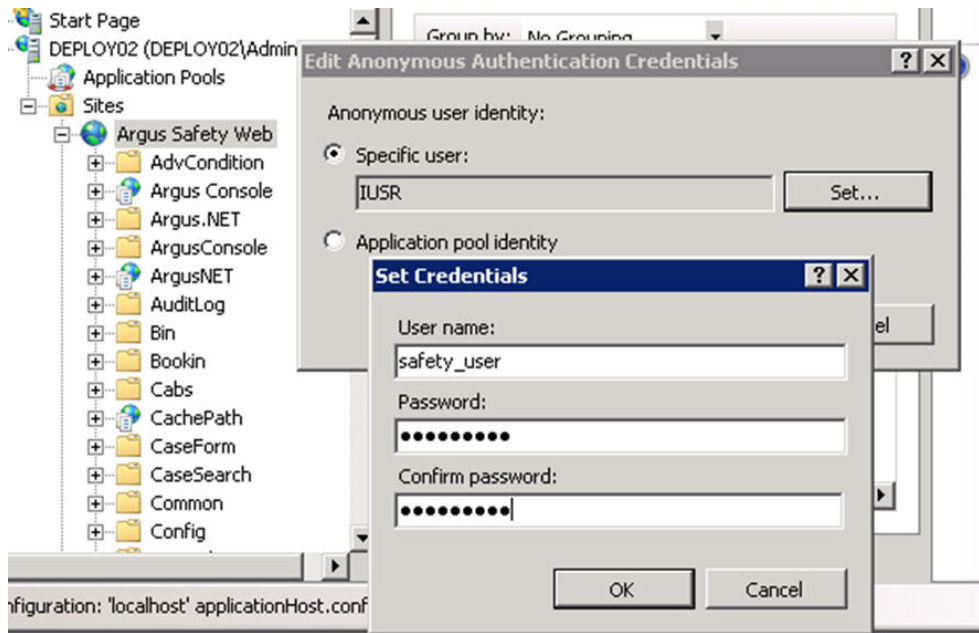 Start Page
DEPLOY02 (DEPLOY02\Admin
Application Pools
Sites
Argus Safety Web
AdvCondition
Argus Console
Argus.NET
ArgusConsole
ArgusNET
AuditLog
Bin
Bookin
Cabs
CachePath
CaseForm
CaseSearch
Common
Config
nfiguration: 'localhost' applicationHost.conf
Group by: No Grouping
Edit Anonymous Authentication Credentials
Anonymous user identity:
Specific user:
IUSR
Set...
Application pool identity
el
Set Credentials
User name:
safety_user
Password:
●●●●●●●●●
Confirm password:
●●●●●●●●●
OK
Cancel